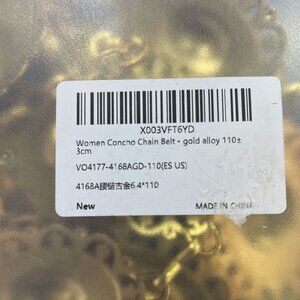 X003VFT6YD
Women Concho Chain Belt - gold alloy 110±
3cm
VO4177-4168AGD-110(ES US)
4168A腰链古金6.4*110
New
MADE IN CHINA